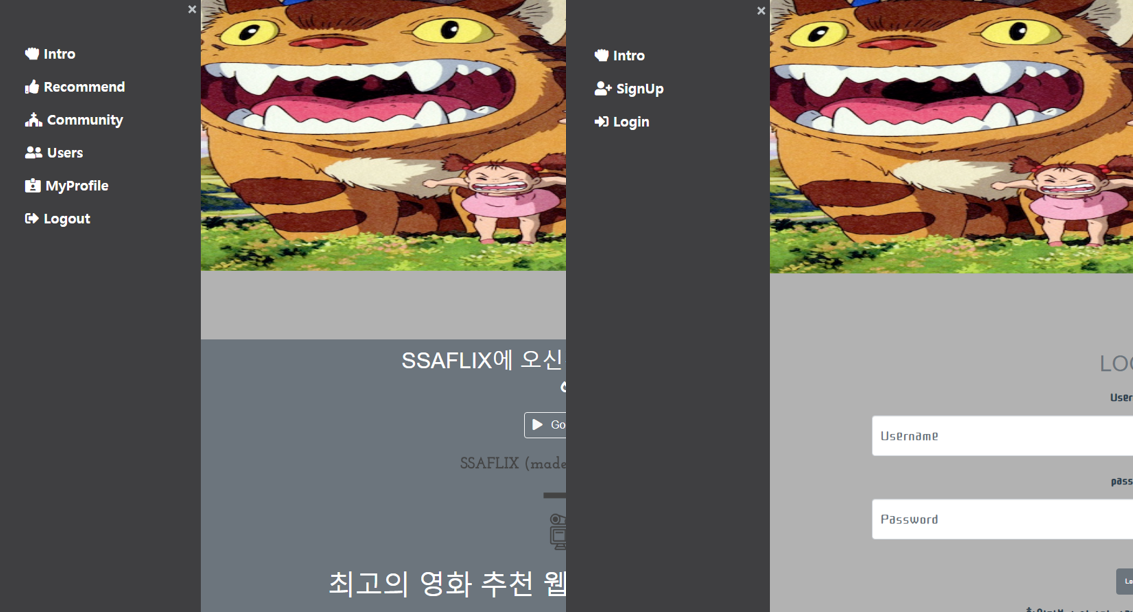 Intro
Recommend
Community
Users
MyProfile
Logout
SSAFLIX에 오신
Go
SSAFLIX (made
최고의 영화 추천 웹
Intro
SignUp
Login
LOG
User
Username
pass
Password